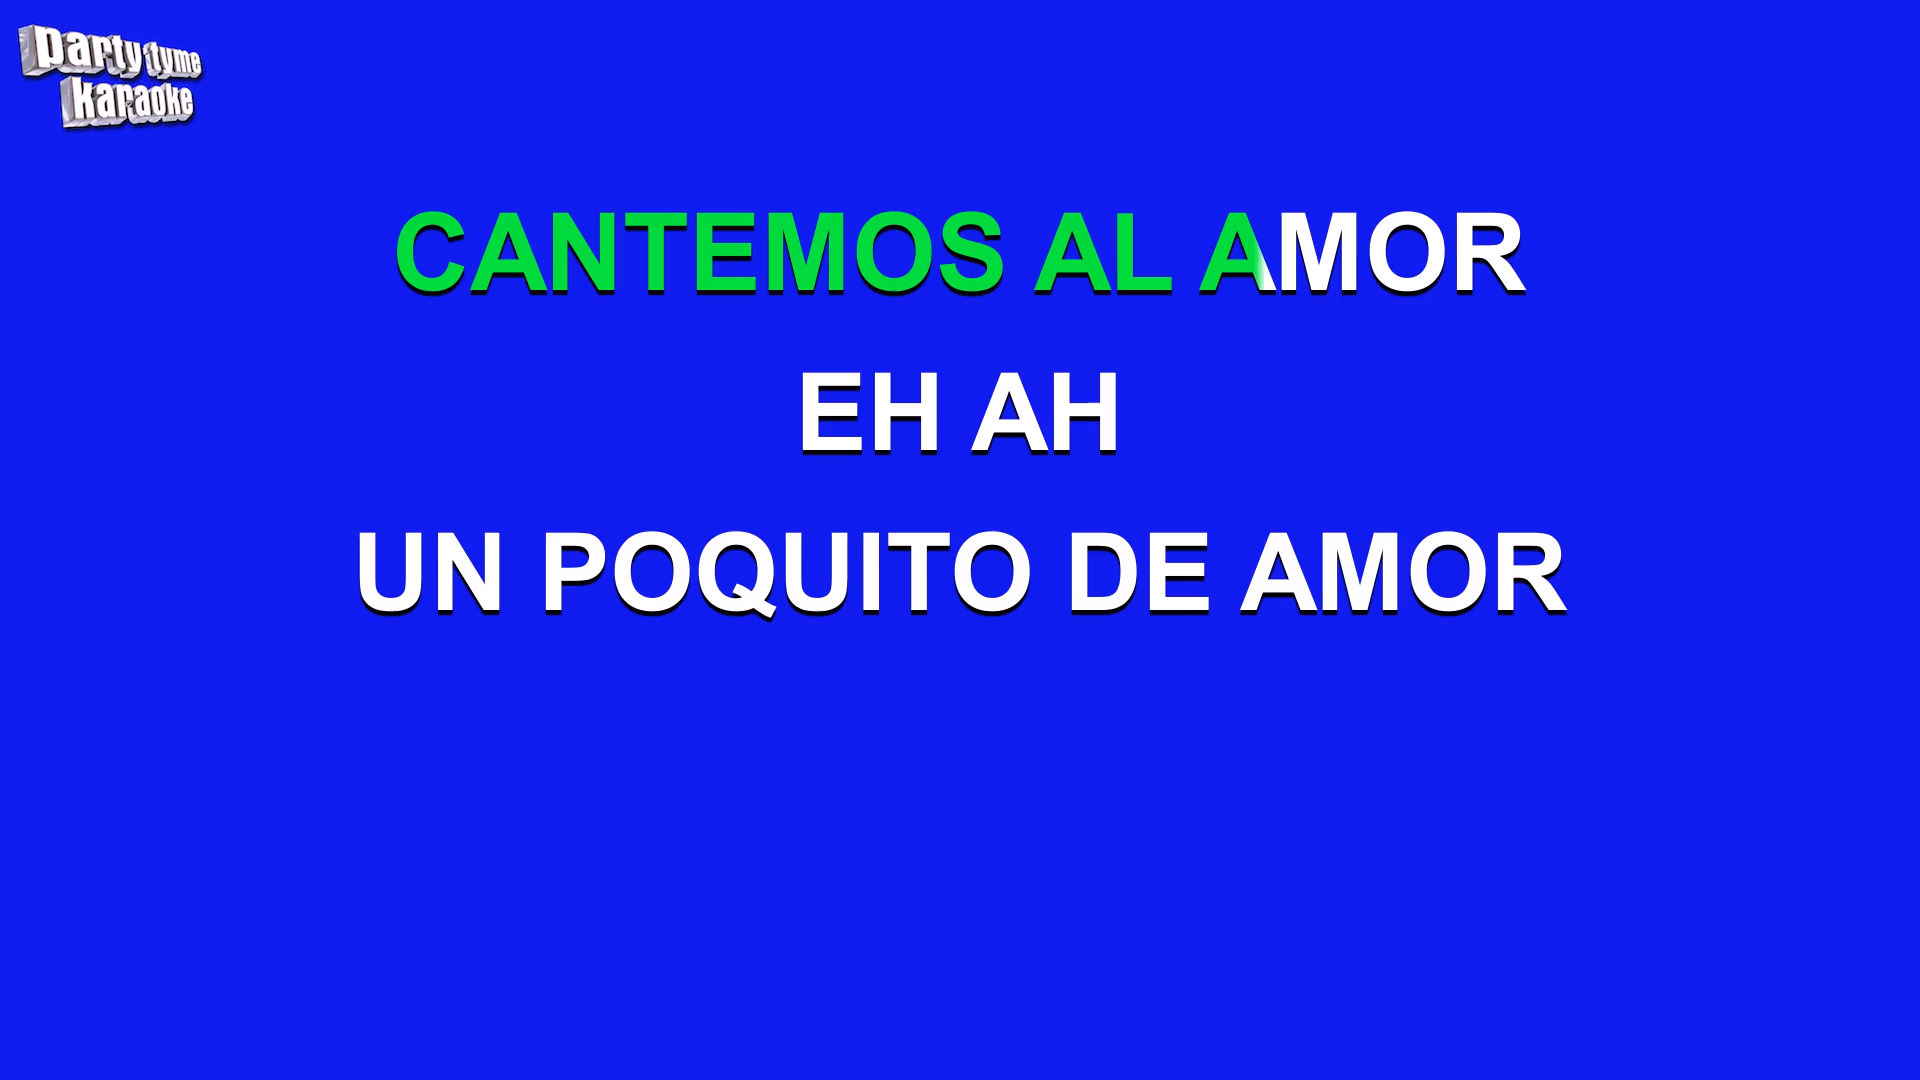 party tyme
karaoke
CANTEMOS AL AMOR
EH AH
UN POQUITO DE AMOR